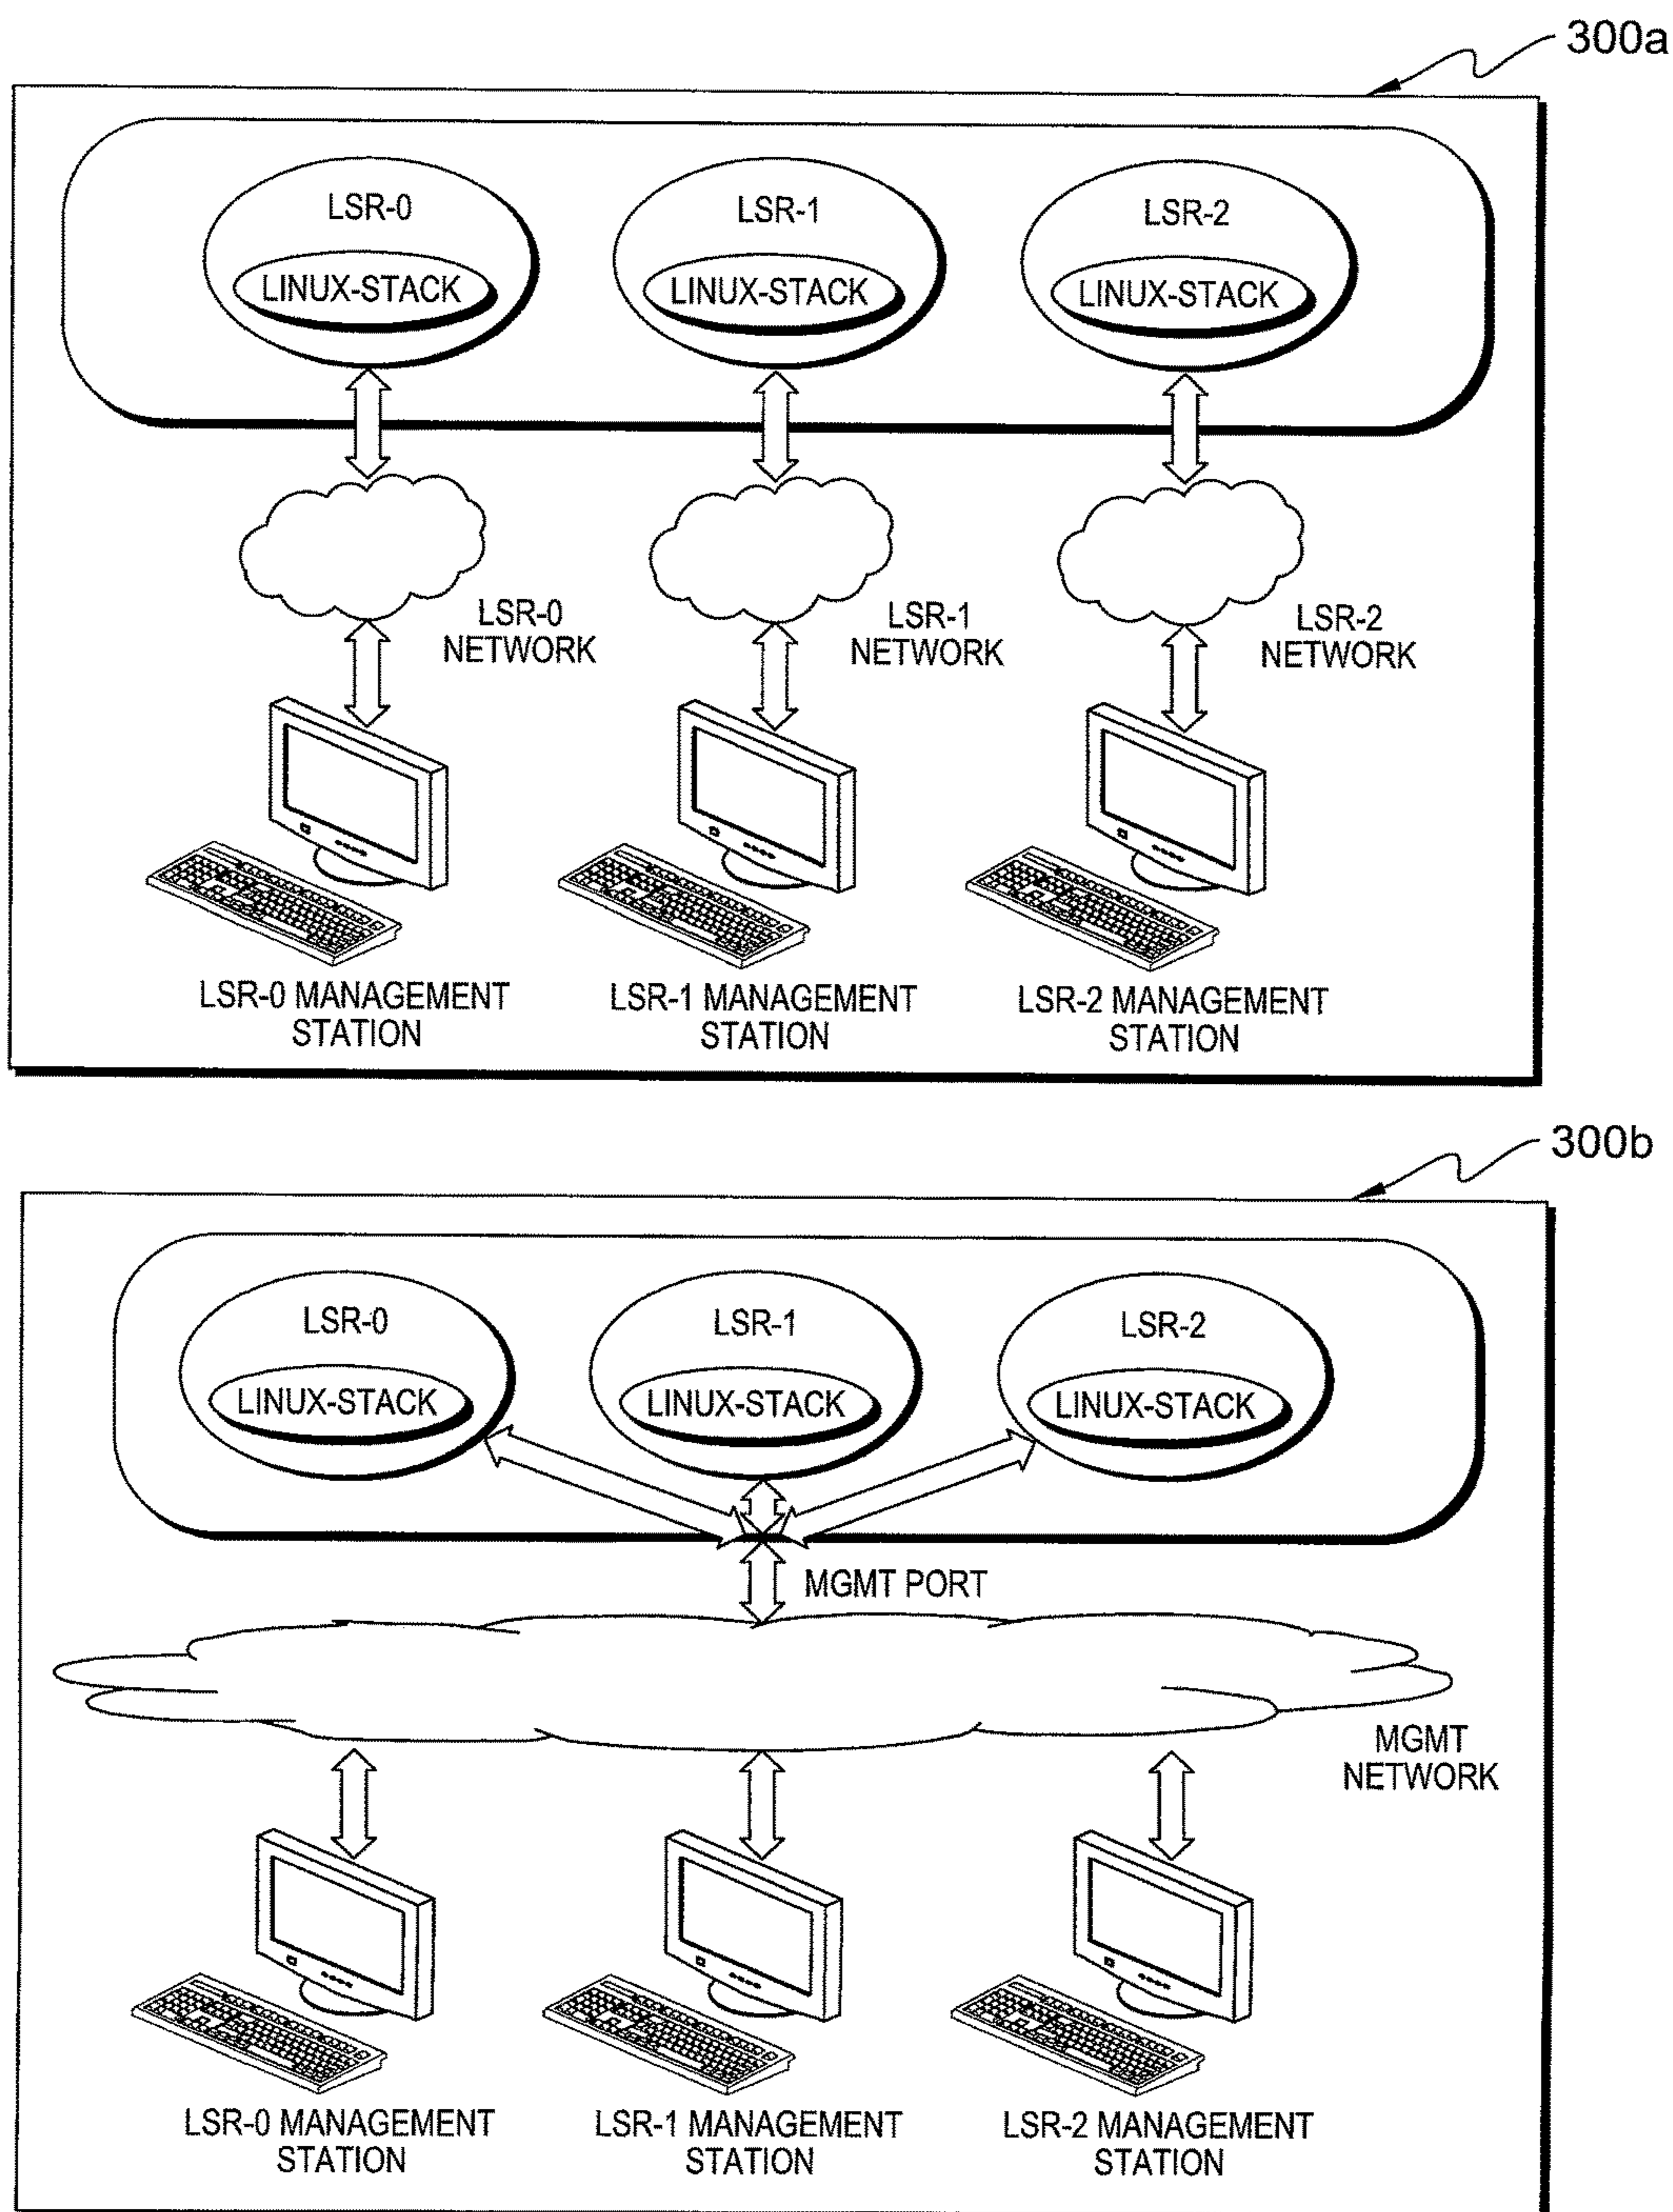 300a
LSR-0
LSR-1
LSR-2
LINUX-STACK
LINUX-STACK
LINUX-STACK
LSR-0
NETWORK
LSR-1
NETWORK
LSR-2
NETWORK
LSR-0 MANAGEMENT
STATION
LSR-1 MANAGEMENT
STATION
LSR-2 MANAGEMENT
STATION
300b
LSR-0
LSR-1
LSR-2
LINUX-STACK
LINUX-STACK
LINUX-STACK
MGMT PORT
MGMT
NETWORK
LSR-0 MANAGEMENT
STATION
LSR-1 MANAGEMENT
STATION
LSR-2 MANAGEMENT
STATION